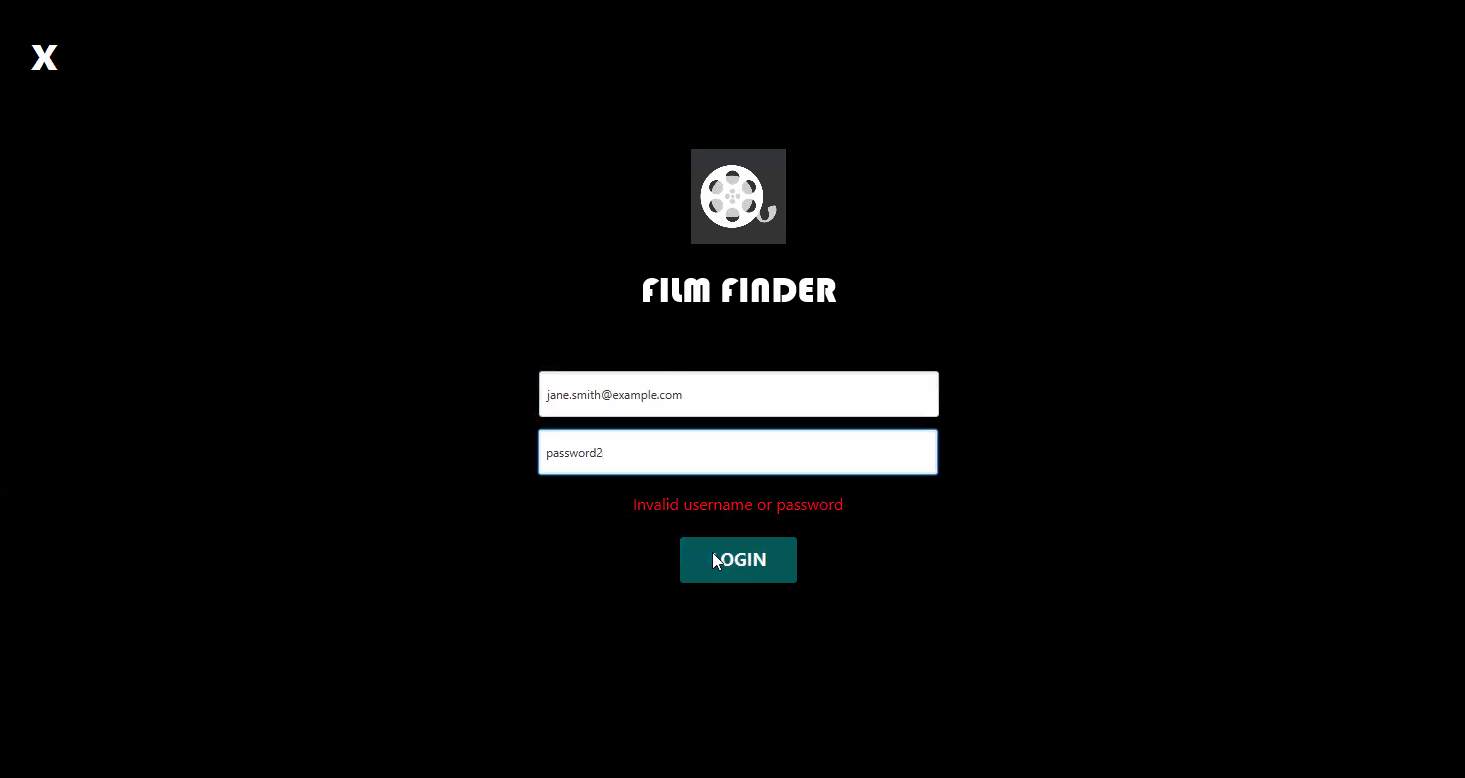 X
FILM FINDER
jane.smith@example.com
password2
Invalid username or password
LOGIN